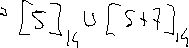 = [5]₁₄ ∪ [5+7]₁₄